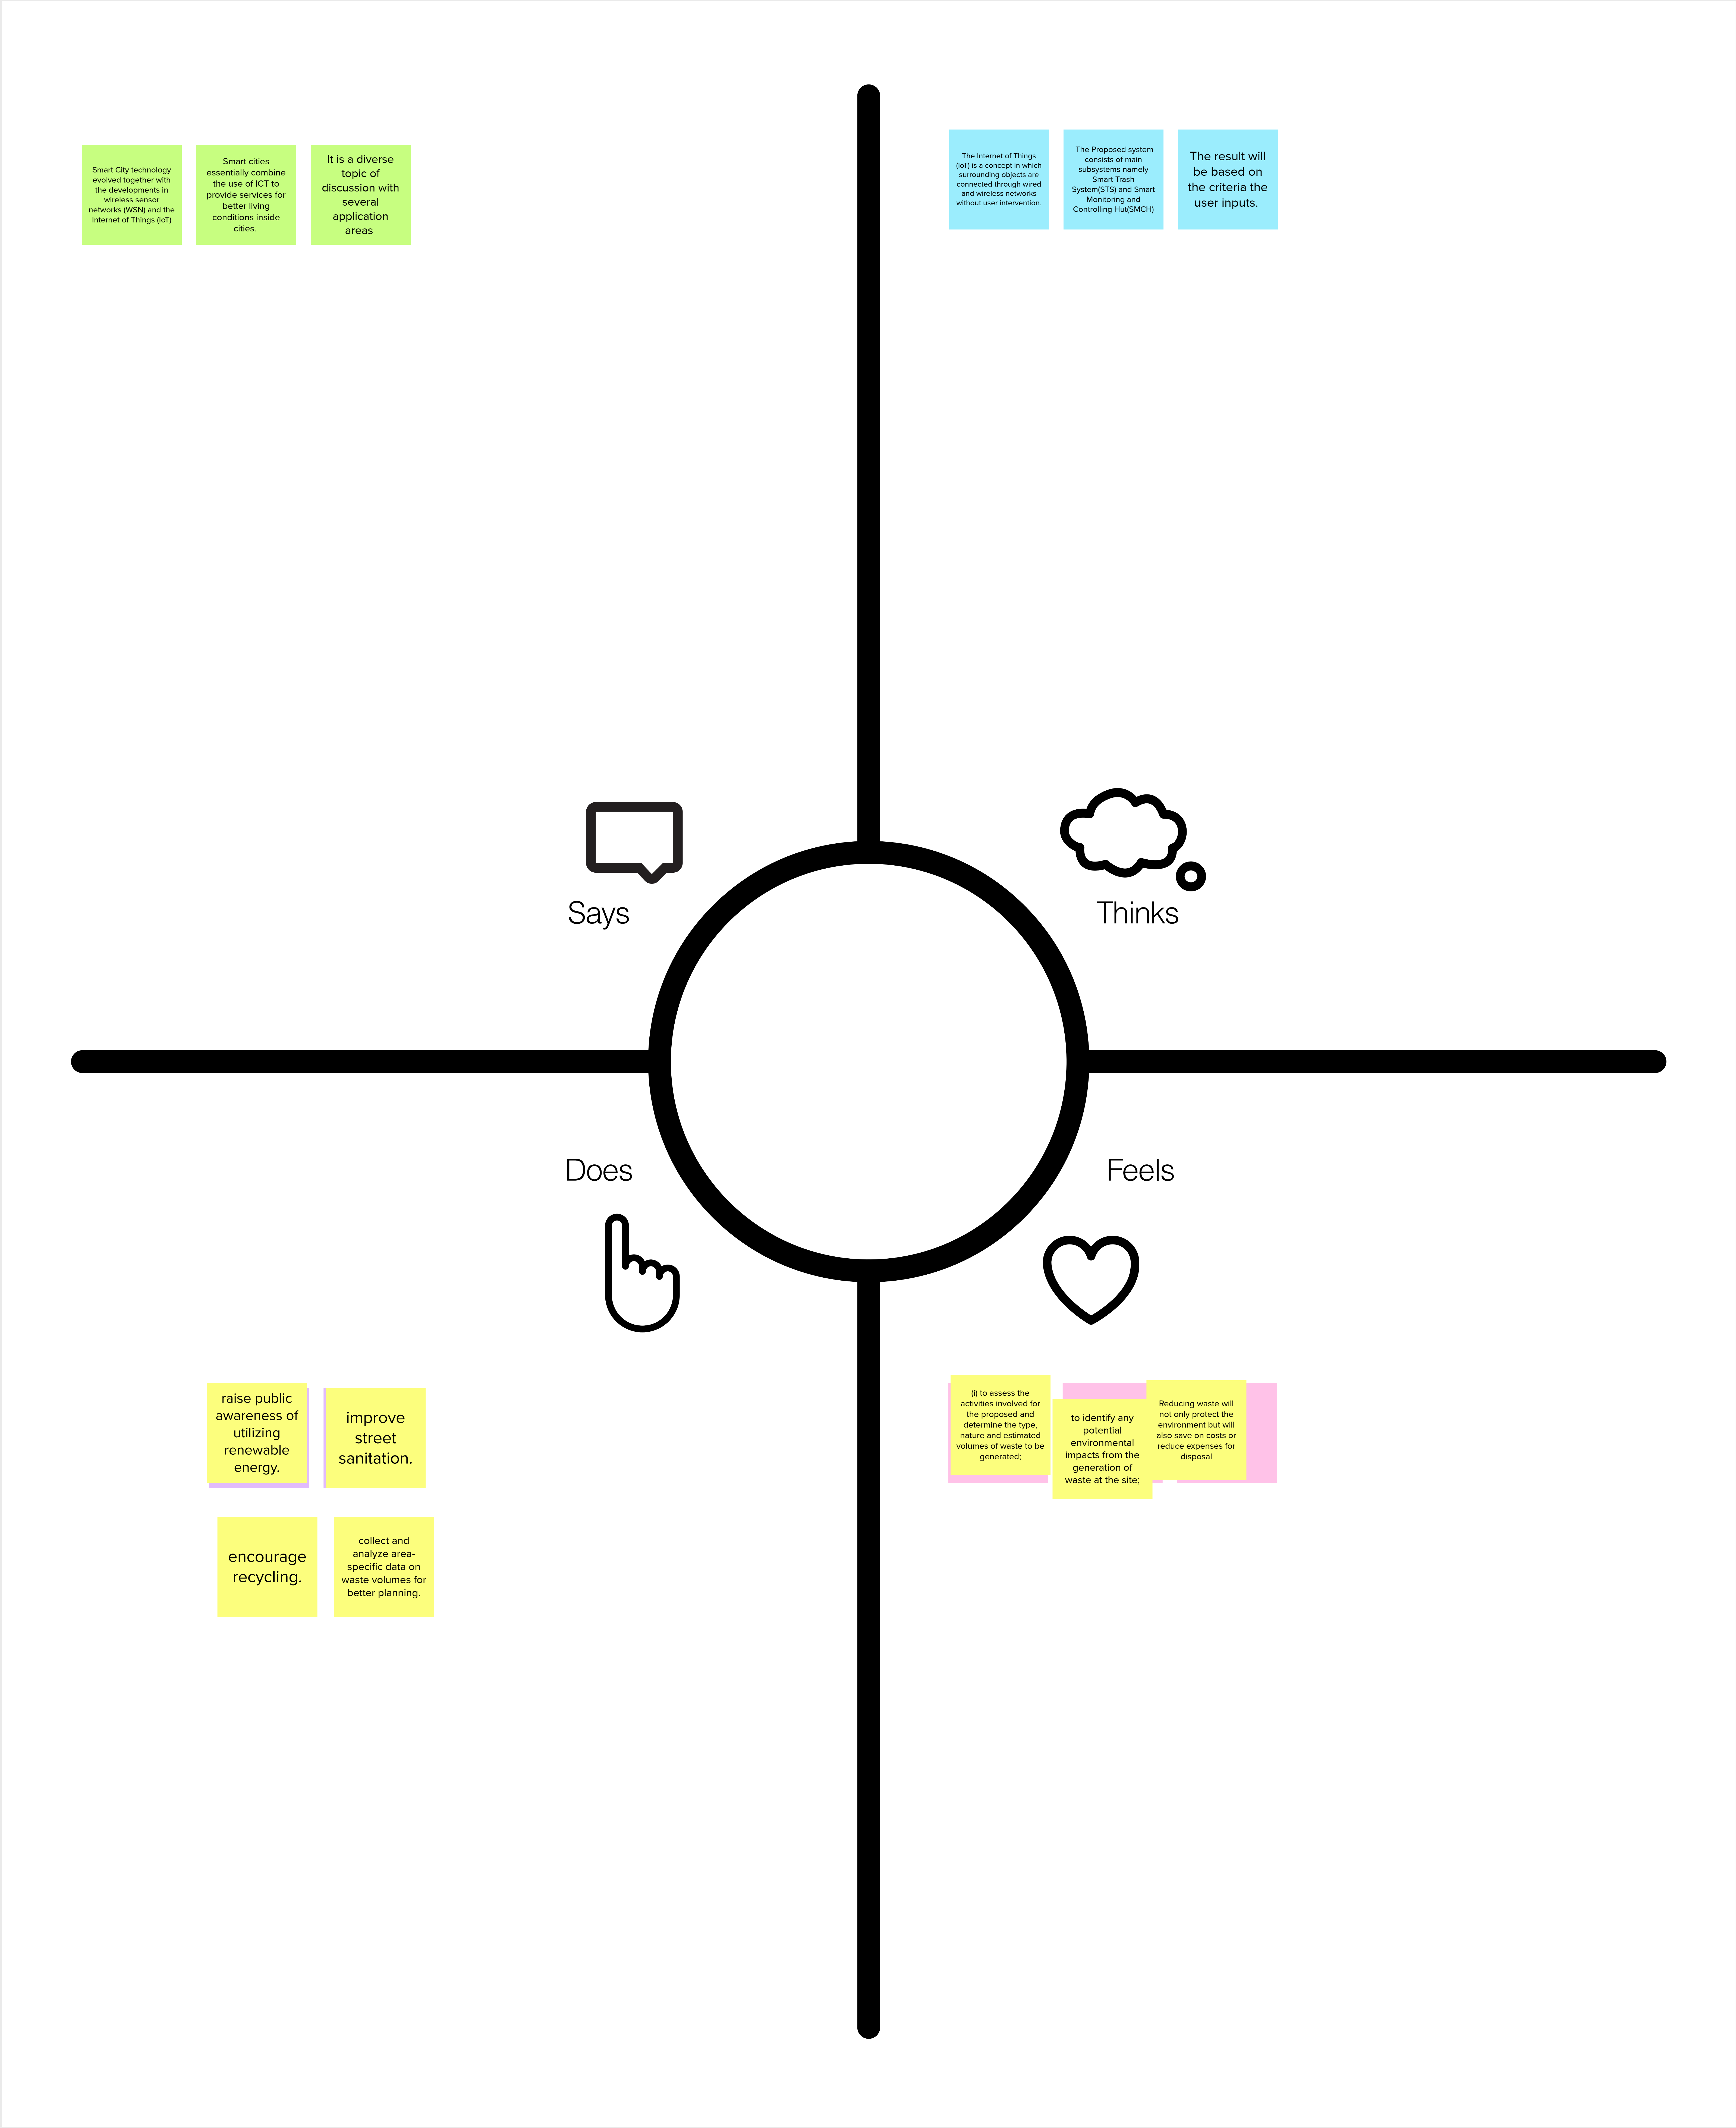 Smart City technology
evolved together with
the developments in
wireless sensor
networks (WSN) and the
Internet of Things (IoT)
Smart cities
essentially combine
the use of ICT to
provide services for
better living
conditions inside
cities.
It is a diverse
topic of
discussion with
several
application
areas
The Internet of Things
(IoT) is a concept in which
surrounding objects are
connected through wired
and wireless networks
without user intervention.
The Proposed system
consists of main
subsystems namely
Smart Trash
System(STS) and Smart
Monitoring and
Controlling Hut(SMCH)
The result will
be based on
the criteria the
user inputs.
Says
Thinks
Does
Feels
raise public
awareness of
utilizing
renewable
energy.
improve
street
sanitation.
encourage
recycling.
collect and
analyze area-
specific data on
waste volumes for
better planning.
(i) to assess the
activities involved for
the proposed and
determine the type,
nature and estimated
volumes of waste to be
generated;
to identify any
potential
environmental
impacts from the
generation of
waste at the site;
Reducing waste will
not only protect the
environment but will
also save on costs or
reduce expenses for
disposal